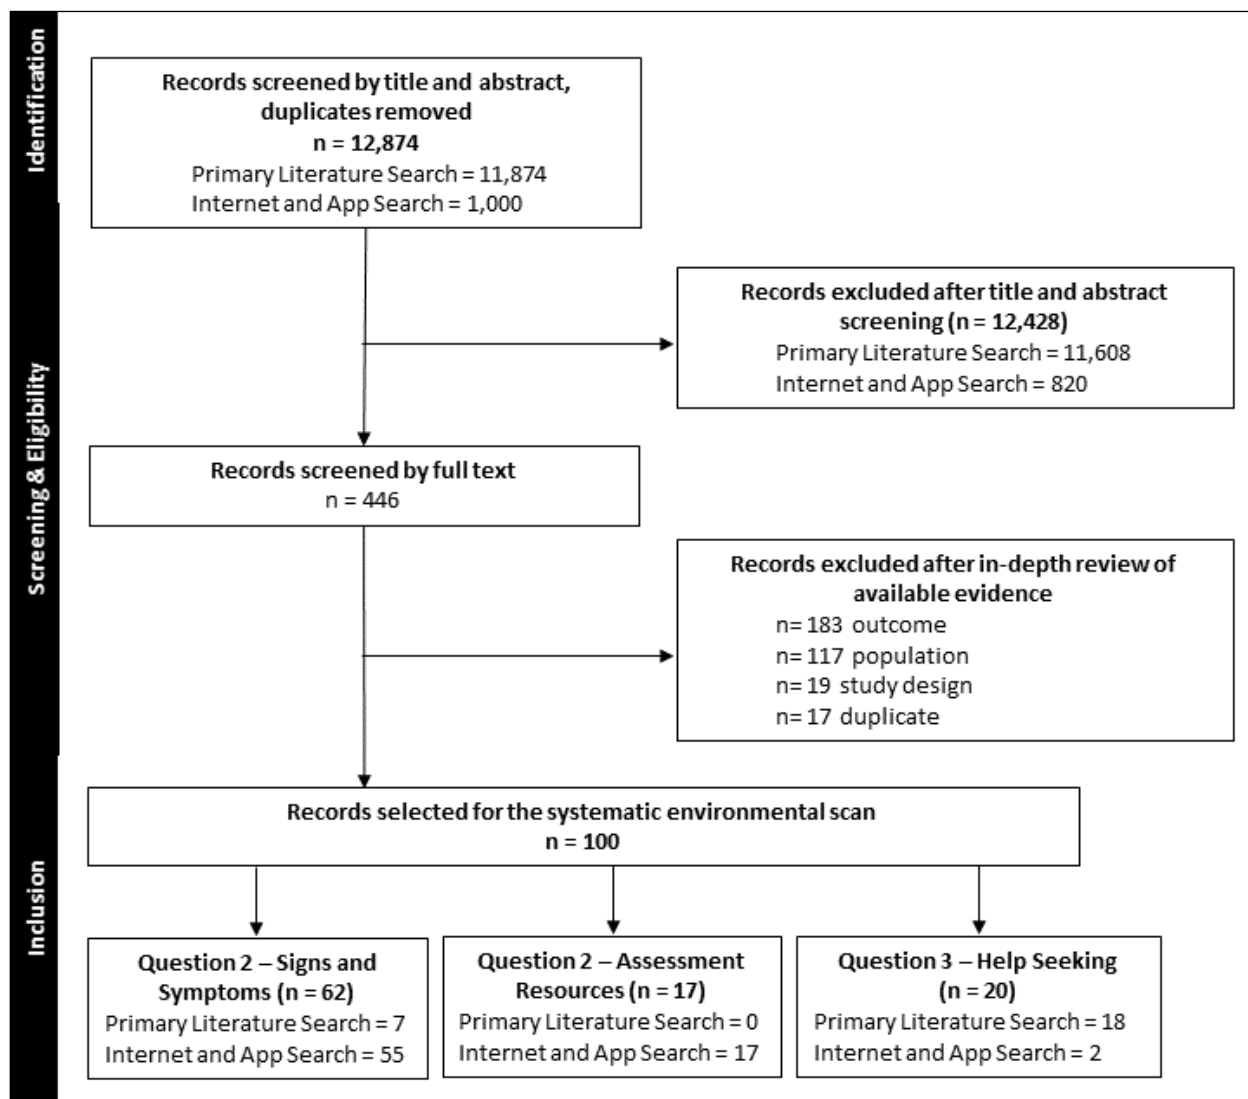 Identification
Records screened by title and abstract,
duplicates removed
n = 12,874
Primary Literature Search = 11,874
Internet and App Search = 1,000
Screening & Eligibility
Records excluded after title and abstract
screening (n = 12,428)
Primary Literature Search = 11,608
Internet and App Search = 820
Records screened by full text
n = 446
Records excluded after in-depth review of
available evidence
n= 183 outcome
n= 117 population
n= 19 study design
n= 17 duplicate
Inclusion
Records selected for the systematic environmental scan
n = 100
Question 2 – Signs and
Symptoms (n = 62)
Primary Literature Search = 7
Internet and App Search = 55
Question 2 – Assessment
Resources (n = 17)
Primary Literature Search = 0
Internet and App Search = 17
Question 3 – Help Seeking
(n = 20)
Primary Literature Search = 18
Internet and App Search = 2